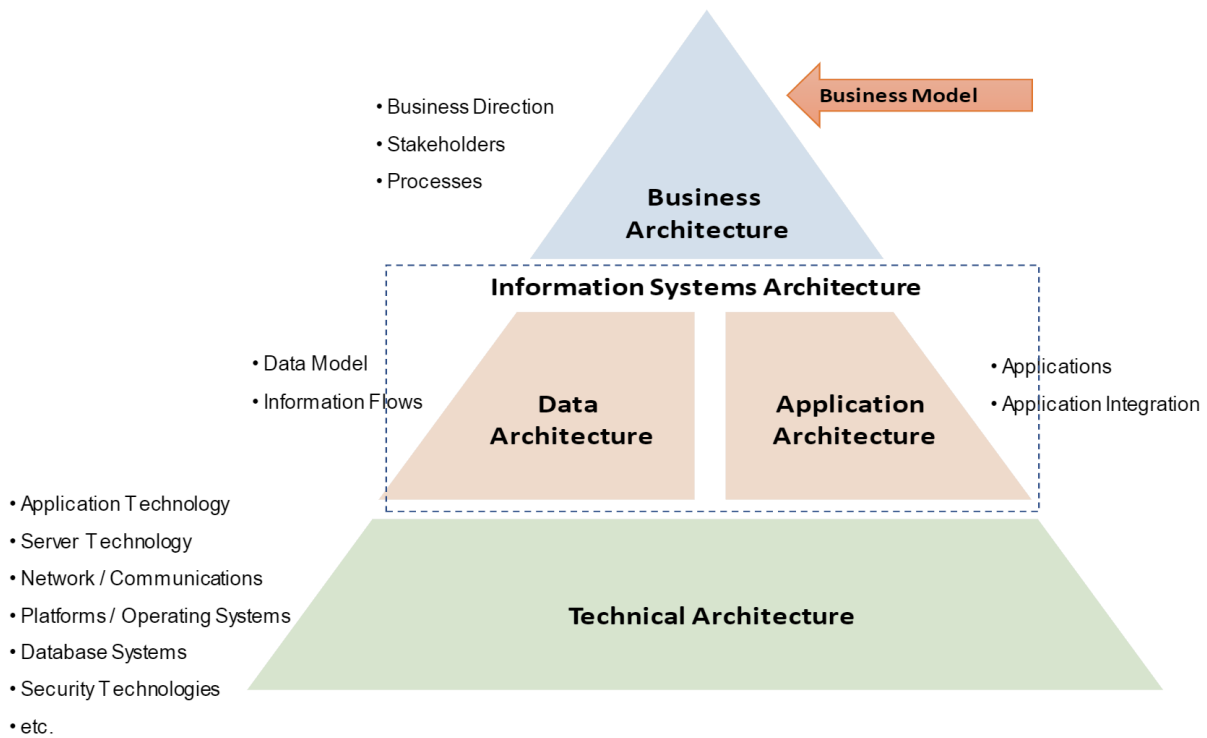 Business Model
• Business Direction
• Stakeholders
• Processes
Business
Architecture
Information Systems Architecture
• Data Model
• Information Flows
Data
Architecture
Application
Architecture
• Applications
• Application Integration
• Application Technology
• Server Technology
• Network / Communications
• Platforms / Operating Systems
• Database Systems
• Security Technologies
• etc.
Technical Architecture